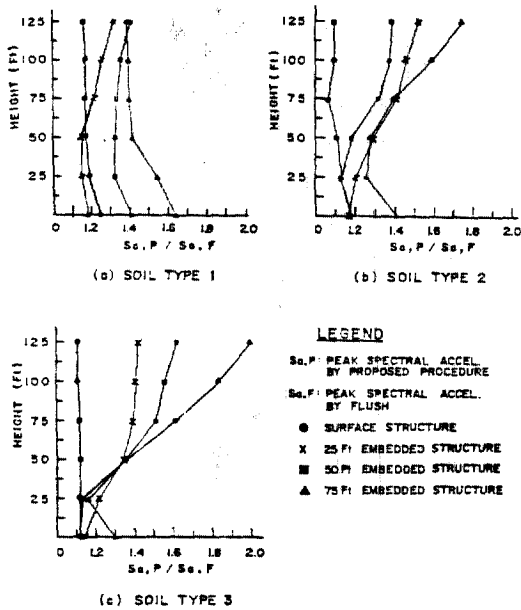 125
100
75
50
25
0
HEIGHT (Ft)
0 1.2 1.4 1.6 1.8 2.0
Sa,P / Sa,F
(a) SOIL TYPE 1
125
100
75
50
25
0
HEIGHT (Ft)
0 1.2 1.4 1.6 1.8 2.0
Sa,P / Sa,F
(b) SOIL TYPE 2
125
100
75
50
25
0
HEIGHT (Ft)
0 1.2 1.4 1.6 1.8 2.0
Sa,P / Sa,F
(c) SOIL TYPE 3
LEGEND
Sa,P: PEAK SPECTRAL ACCEL.
BY PROPOSED PROCEDURE
Sa,F: PEAK SPECTRAL ACCEL.
BY FLUSH
SURFACE STRUCTURE
25 Ft EMBEDDED STRUCTURE
50 Ft EMBEDDED STRUCTURE
75 Ft EMBEDDED STRUCTURE